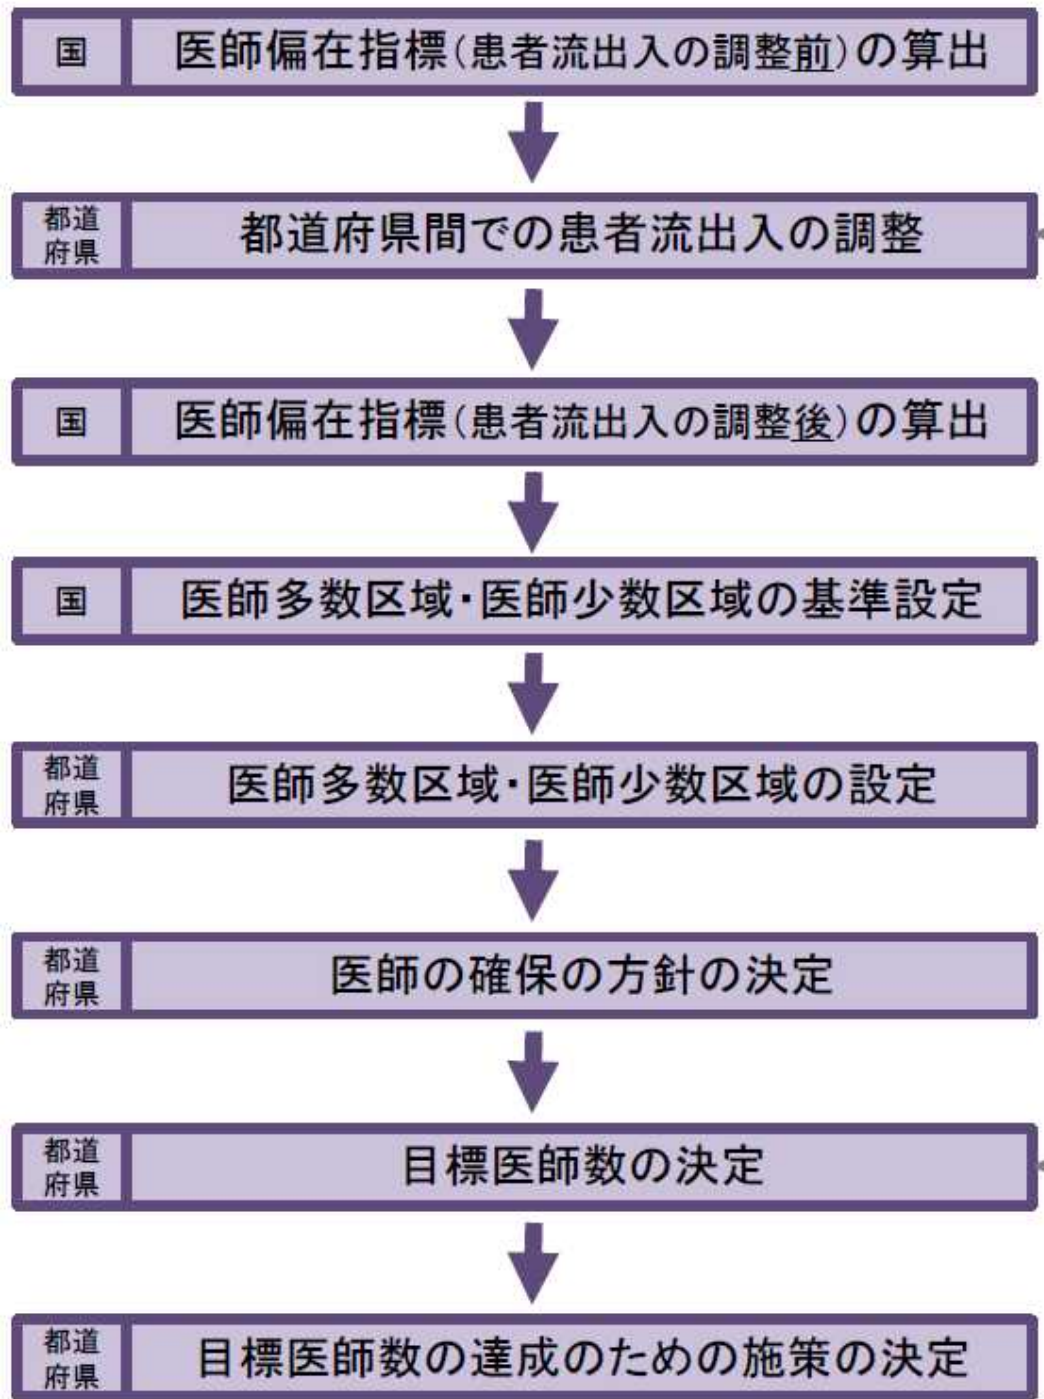 国 医師偏在指標(患者流出入の調整前)の算出
都道
府県
都道府県間での患者流出入の調整
国 医師偏在指標(患者流出入の調整後)の算出
国 医師多数区域・医師少数区域の基準設定
都道
府県
医師多数区域・医師少数区域の設定
都道
府県
医師の確保の方針の決定
都道
府県
目標医師数の決定
都道
府県
目標医師数の達成のための施策の決定